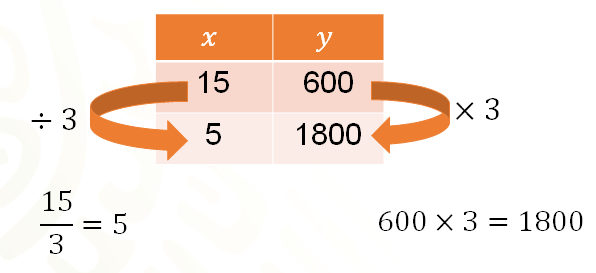 x y
15 600
÷ 3 × 3
5 1800
15/3 = 5 600 × 3 = 1800